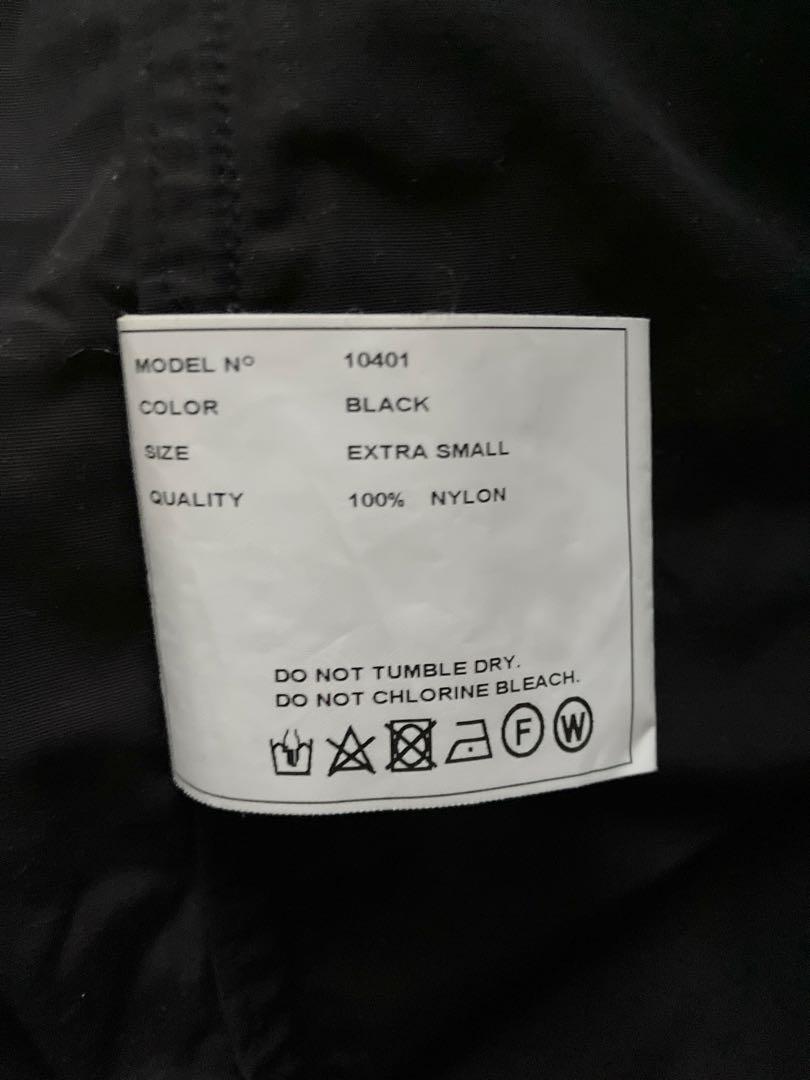 MODEL Nº 10401
COLOR BLACK
SIZE EXTRA SMALL
QUALITY 100% NYLON
DO NOT TUMBLE DRY.
DO NOT CHLORINE BLEACH.
F W